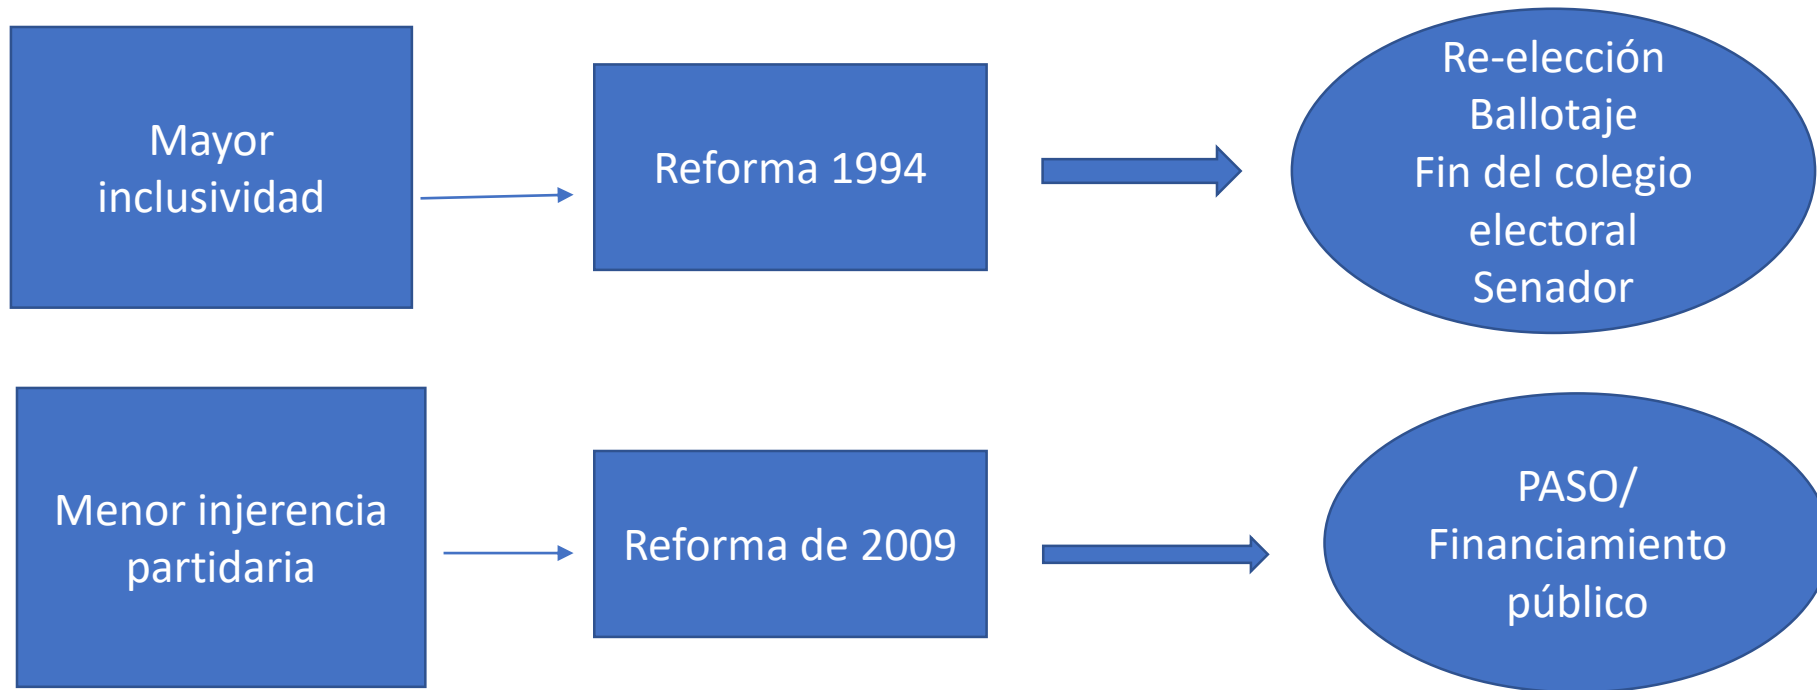 Mayor
inclusividad
Reforma 1994
Re-elección
Ballotaje
Fin del colegio
electoral
Senador
Menor injerencia
partidaria
Reforma de 2009
PASO/
Financiamiento
público